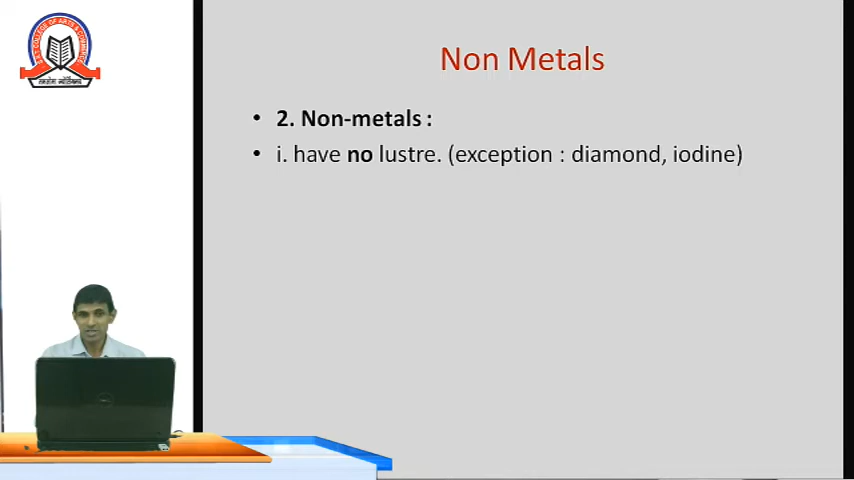 Non Metals
• 2. Non-metals :
• i. have no lustre. (exception : diamond, iodine)